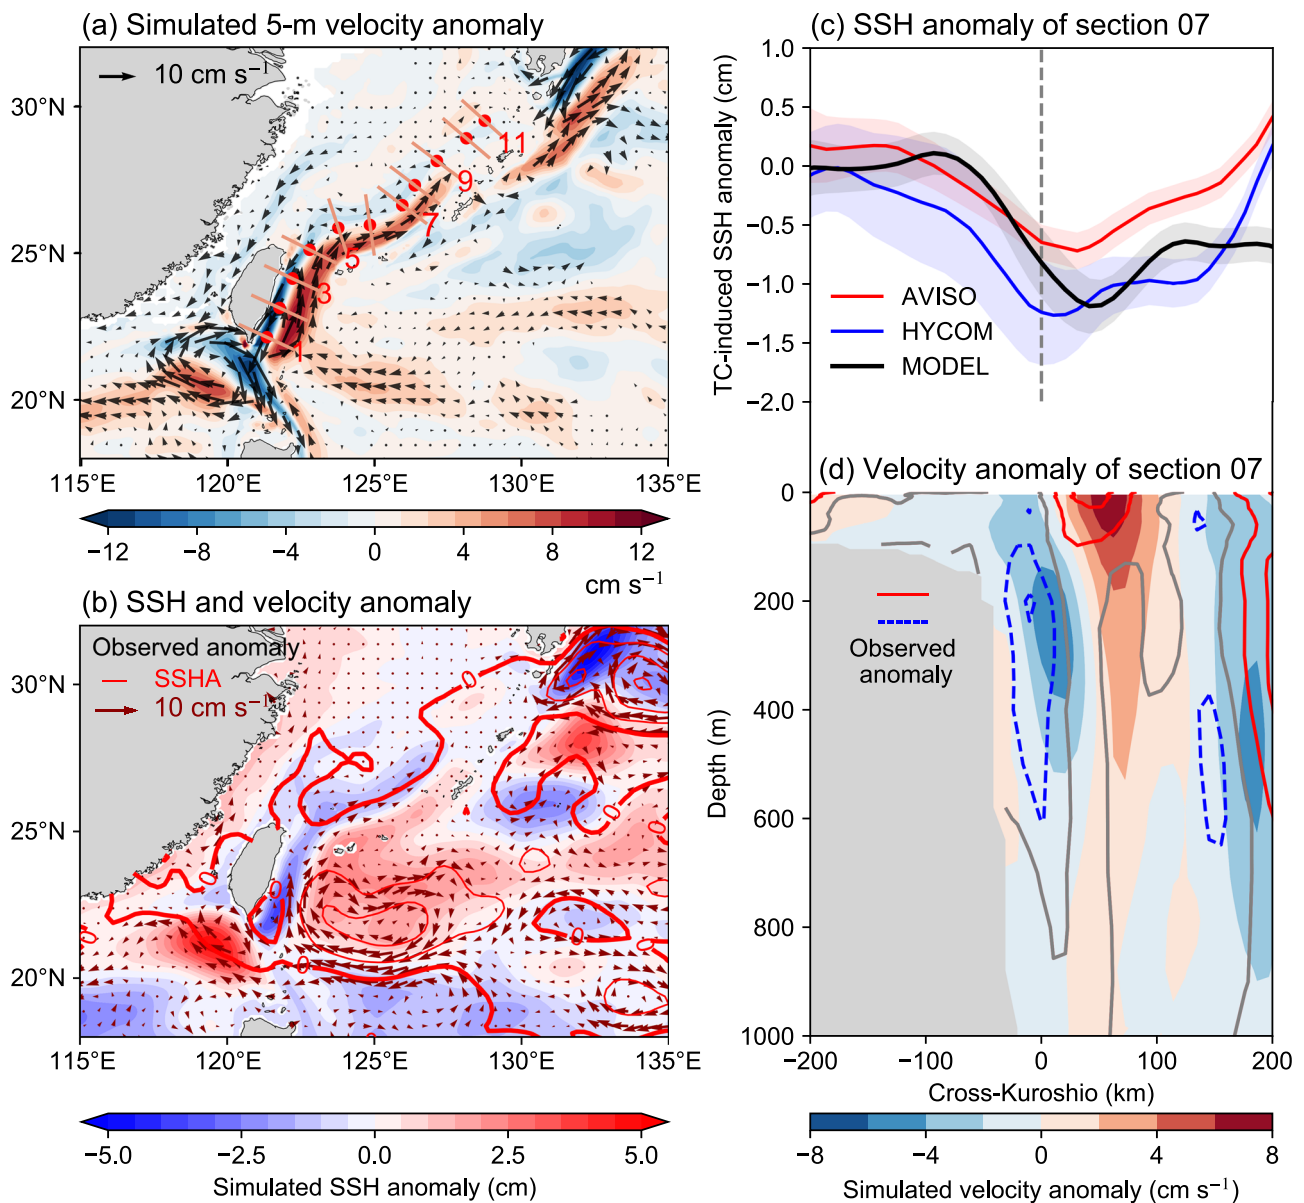 (a) Simulated 5-m velocity anomaly
10 cm s−1
30°N
25°N
20°N
11
9
7
5
3
1
115°E
120°E
125°E
130°E
135°E
−12
−8
−4
0
4
8
12
cm s−1
(b) SSH and velocity anomaly
Observed anomaly
SSHA
10 cm s−1
30°N
25°N
20°N
0
0
0
0
0
0
0
0
115°E
120°E
125°E
130°E
135°E
−5.0
−2.5
0.0
2.5
5.0
Simulated SSH anomaly (cm)
(c) SSH anomaly of section 07
TC-induced SSH anomaly (cm)
1.0
0.5
0.0
−0.5
−1.0
−1.5
−2.0
AVISO
HYCOM
MODEL
(d) Velocity anomaly of section 07
Depth (m)
0
200
400
600
800
1000
Observed
anomaly
−200
−100
0
100
200
Cross-Kuroshio (km)
−8
−4
0
4
8
Simulated velocity anomaly (cm s−1)